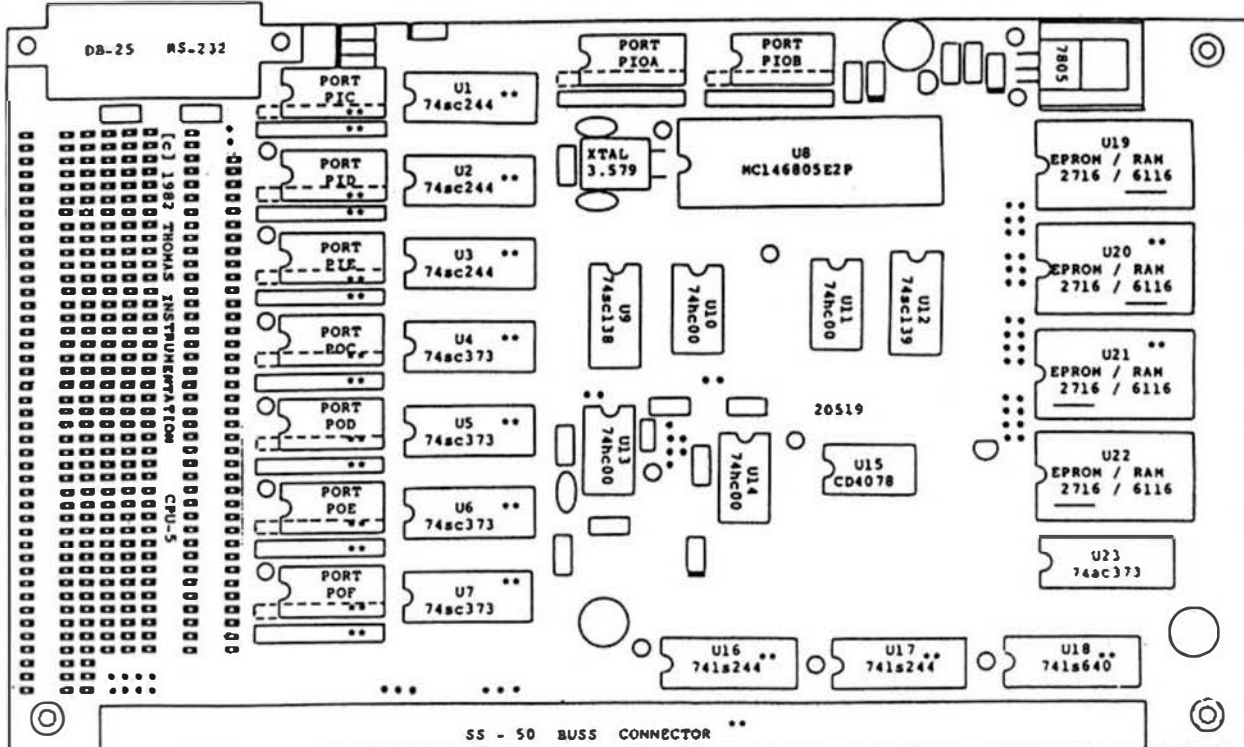 DB-25 RS-232
PORT
PIC
**
**
U1 **
74sc244
PORT
PIOA
PORT
PIOB
7805
XTAL
3.579
U8
MC146805E2P
U19
EPROM / RAM
2716 / 6116
PORT
PID
**
**
U2 **
74sc244
PORT
PIE
**
**
U3 **
74sc244
U20 **
EPROM / RAM
2716 / 6116
U9
74sc138
U10
74hc00
U11
74hc00
U12
74sc139
PORT
POC
**
**
U4 **
74sc373
U21 **
EPROM / RAM
2716 / 6116
PORT
POD
**
**
U5 **
74sc373
U13
74hc00
U14
74hc00
20519
U15
CD4078
U22
EPROM / RAM
2716 / 6116
PORT
POE
**
**
U6 **
74sc373
U23
74sc373
PORT
POF
**
**
U7 **
74sc373
U16 **
74ls244
U17 **
74ls244
U18 **
74ls640
[c] 1982 THOMAS INSTRUMENTATION CPU-5
SS - 50 BUSS CONNECTOR **